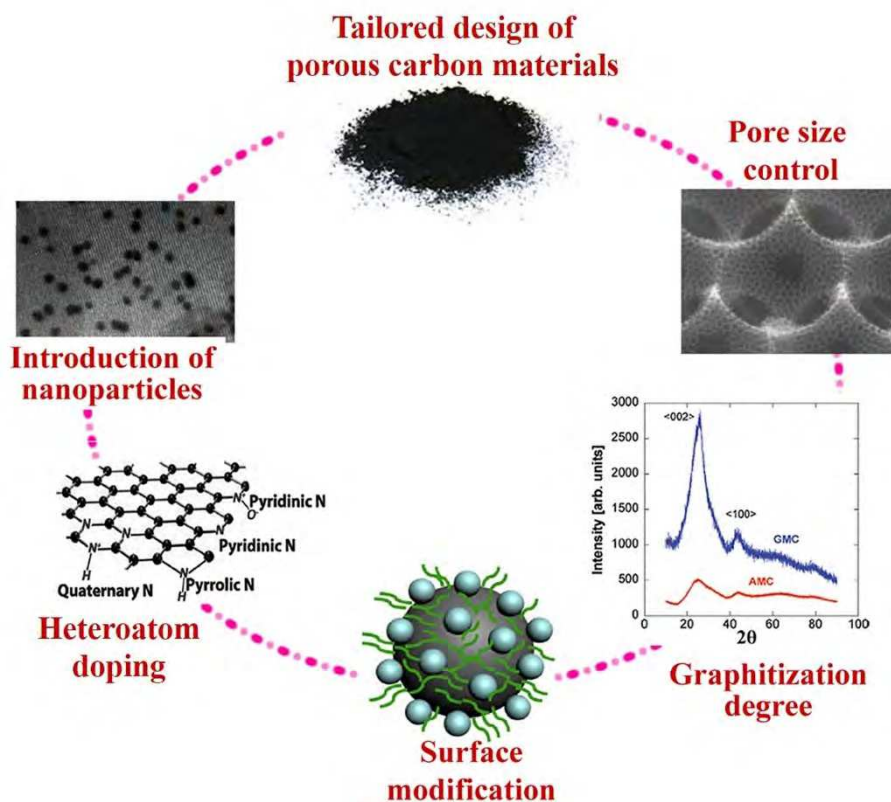 Tailored design of
porous carbon materials
Pore size
control
Introduction of
nanoparticles
3000
2500
2000
1500
1000
500
0
0
20
40
60
80
100
<002>
<100>
GMC
AMC
Intensity [arb. units]
2θ
Graphitization
degree
N⁺
O⁻
Pyridinic N
N
N
N
Pyridinic N
N⁺
H
Quaternary N
N
H
Pyrrolic N
Heteroatom
doping
Surface
modification